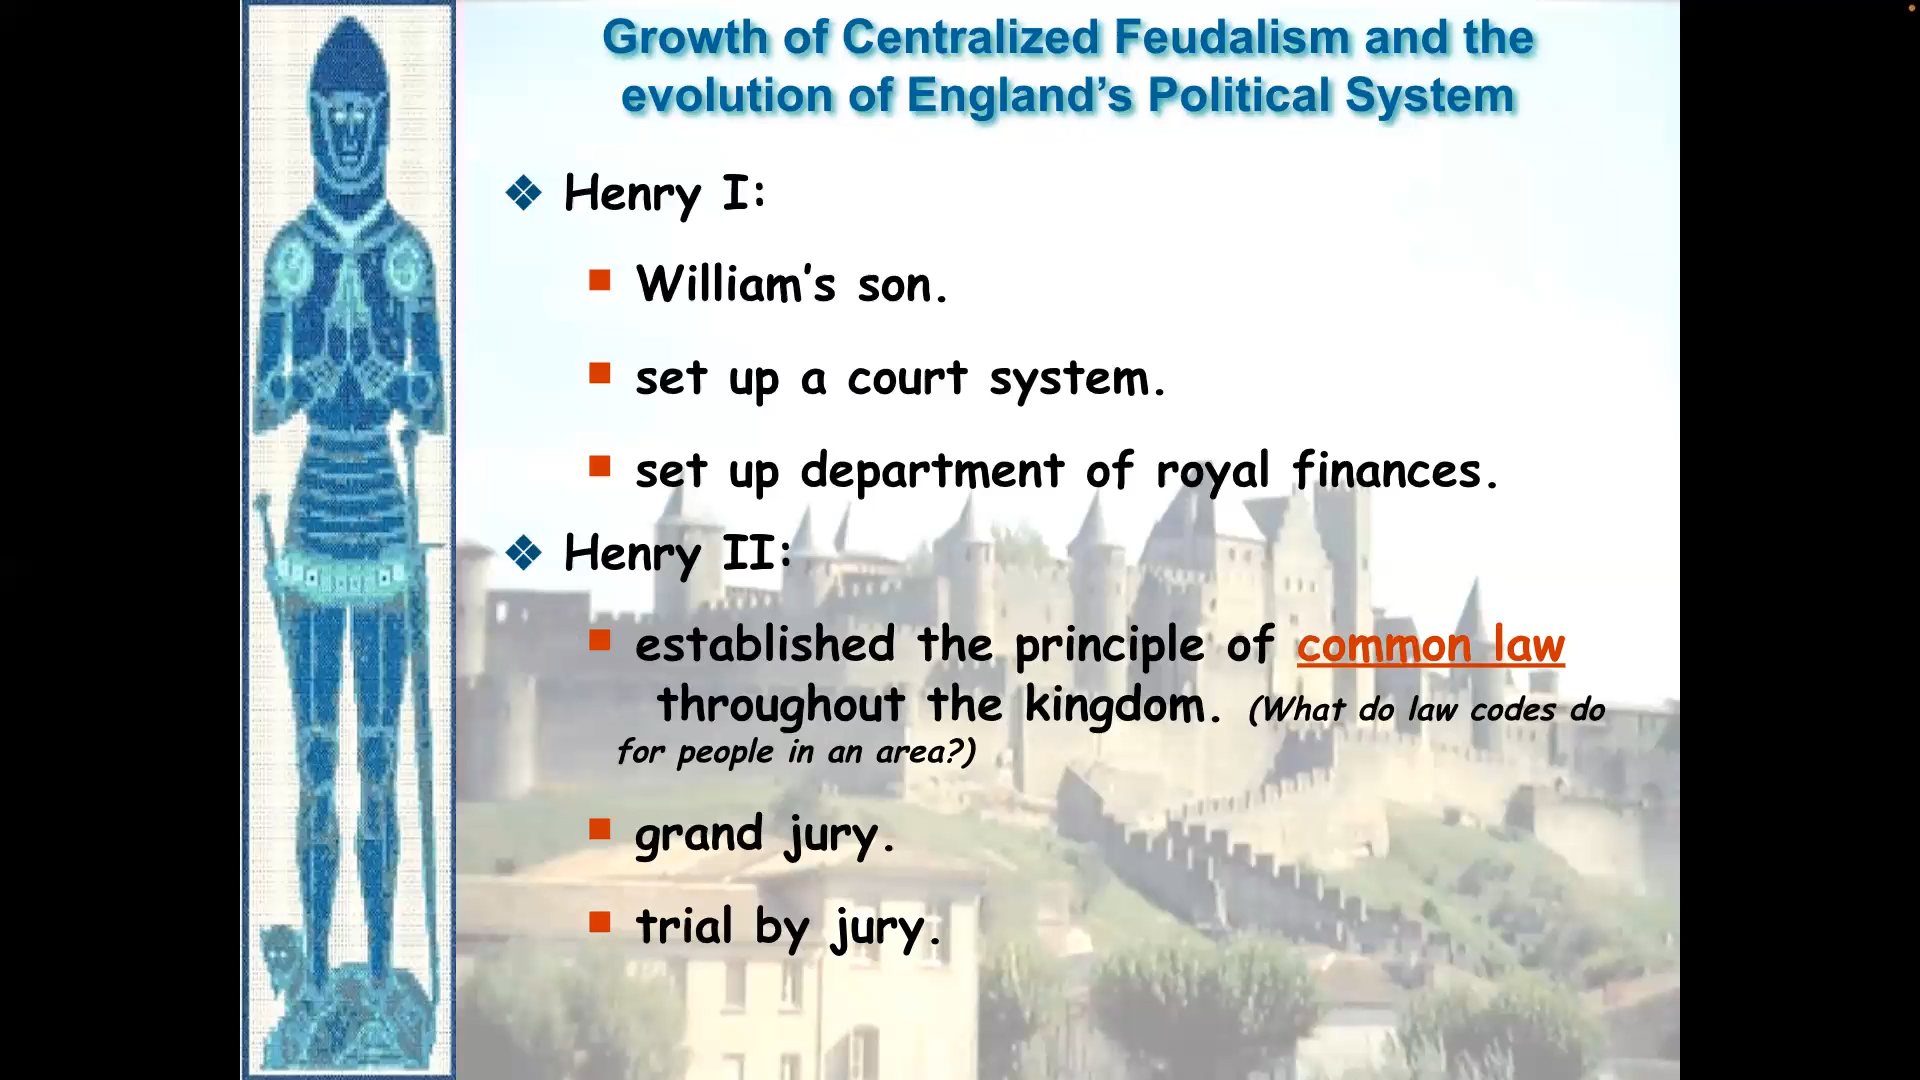 Growth of Centralized Feudalism and the
evolution of England’s Political System
Henry I:
William’s son.
set up a court system.
set up department of royal finances.
Henry II:
established the principle of common law
throughout the kingdom. (What do law codes do
for people in an area?)
grand jury.
trial by jury.